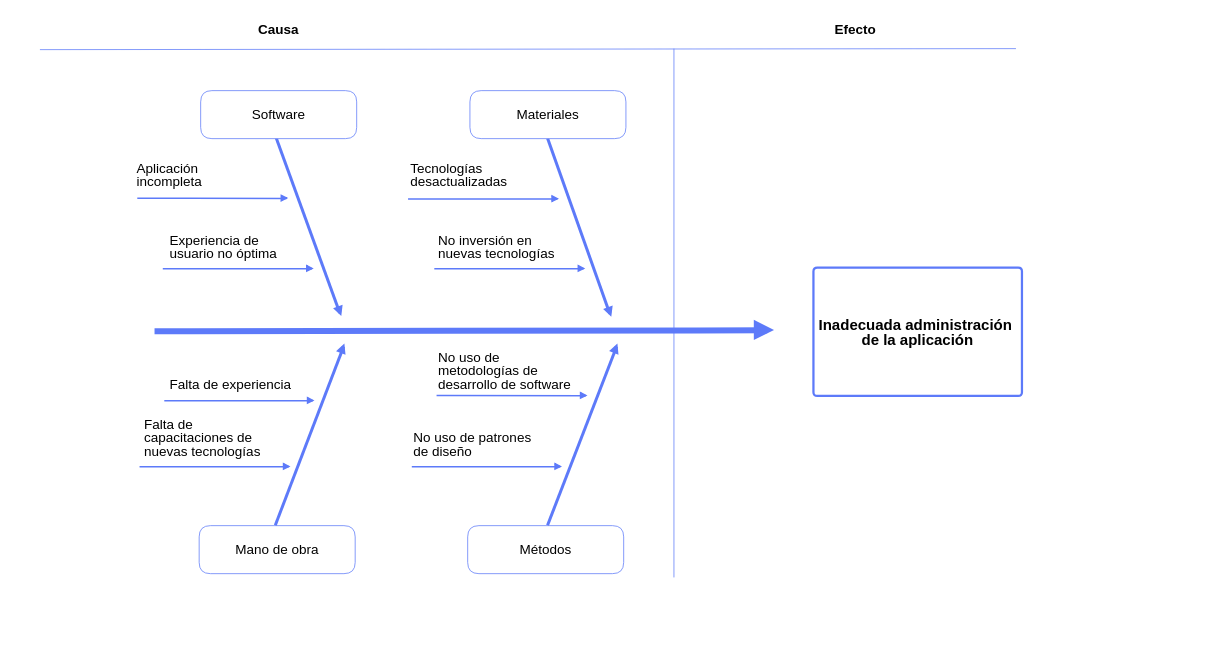 Causa
Efecto
Software
Materiales
Aplicación
incompleta
Tecnologías
desactualizadas
Experiencia de
usuario no óptima
No inversión en
nuevas tecnologías
Inadecuada administración
de la aplicación
No uso de
metodologías de
desarrollo de software
Falta de experiencia
Falta de
capacitaciones de
nuevas tecnologías
No uso de patrones
de diseño
Mano de obra
Métodos